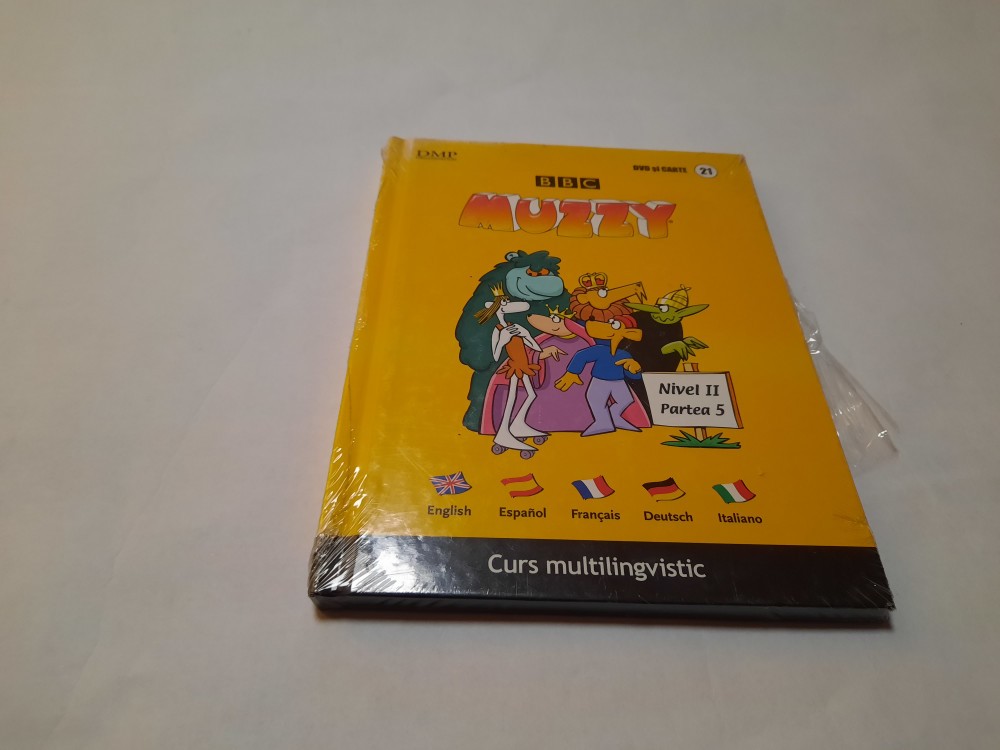 DMP
DVD și CARTE 21
BBC
MUZZY
Nivel II
Partea 5
English Español Français Deutsch Italiano
Curs multilingvistic